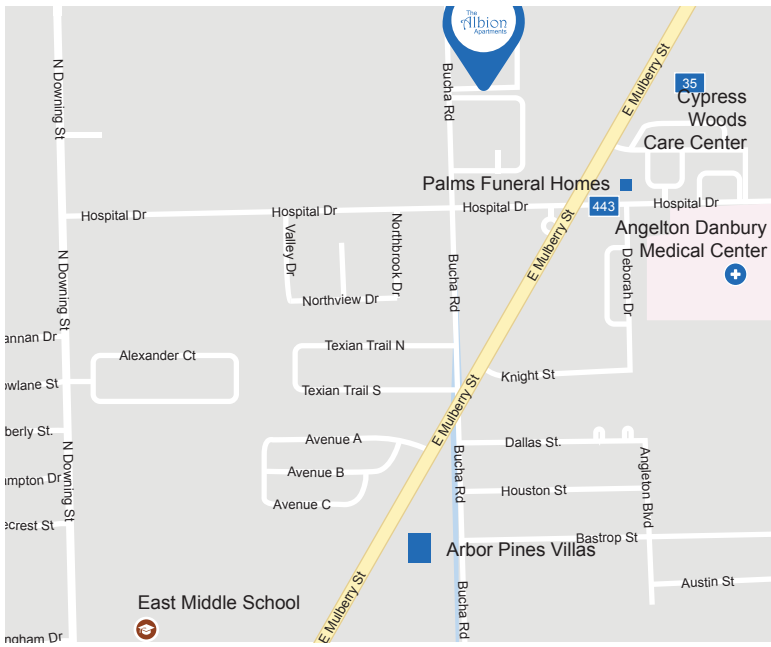 The
Albion
Apartments
N Downing St
Bucha Rd
E Mulberry St
35
Cypress
Woods
Care Center
Palms Funeral Homes
Hospital Dr
Hospital Dr
Hospital Dr
443
Hospital Dr
Angelton Danbury
Medical Center
Valley Dr
Northbrook Dr
E Mulberry St
Deborah Dr
N Downing St
Bucha Rd
Northview Dr
annan Dr
Texian Trail N
Alexander Ct
owlane St
Texian Trail S
Knight St
E Mulberry St
berly St.
Avenue A
Dallas St.
N Downing St
Bucha Rd
Angleton Blvd
ampton Dr
Avenue B
Houston St
Avenue C
ecrest St
Bastrop St
Arbor Pines Villas
Austin St
E Mulberry St
Bucha Rd
East Middle School
ngham Dr